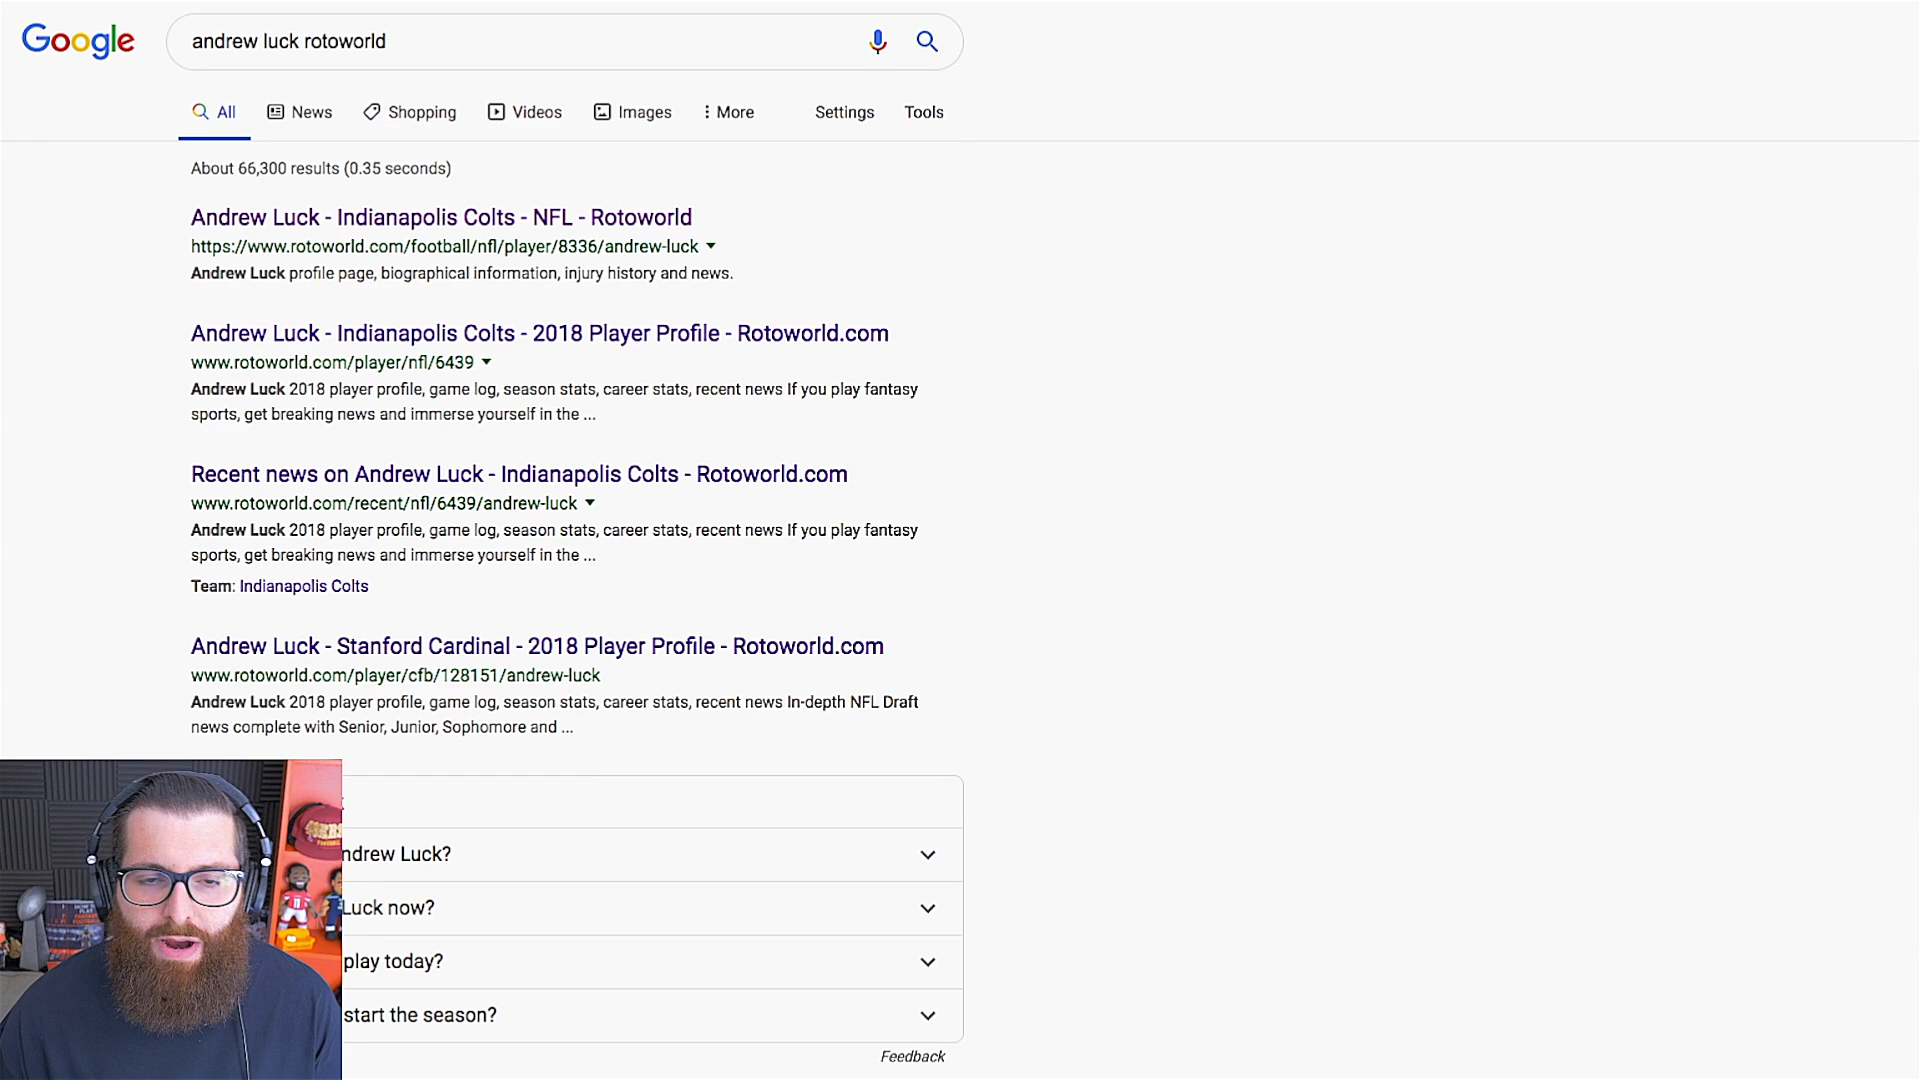 Google
andrew luck rotoworld
All News Shopping Videos Images More Settings Tools
About 66,300 results (0.35 seconds)
Andrew Luck - Indianapolis Colts - NFL - Rotoworld
https://www.rotoworld.com/football/nfl/player/8336/andrew-luck
Andrew Luck profile page, biographical information, injury history and news.
Andrew Luck - Indianapolis Colts - 2018 Player Profile - Rotoworld.com
www.rotoworld.com/player/nfl/6439
Andrew Luck 2018 player profile, game log, season stats, career stats, recent news If you play fantasy
sports, get breaking news and immerse yourself in the ...
Recent news on Andrew Luck - Indianapolis Colts - Rotoworld.com
www.rotoworld.com/recent/nfl/6439/andrew-luck
Andrew Luck 2018 player profile, game log, season stats, career stats, recent news If you play fantasy
sports, get breaking news and immerse yourself in the ...
Team: Indianapolis Colts
Andrew Luck - Stanford Cardinal - 2018 Player Profile - Rotoworld.com
www.rotoworld.com/player/cfb/128151/andrew-luck
Andrew Luck 2018 player profile, game log, season stats, career stats, recent news In-depth NFL Draft
news complete with Senior, Junior, Sophomore and ...
ndrew Luck?
Luck now?
play today?
start the season?
Feedback